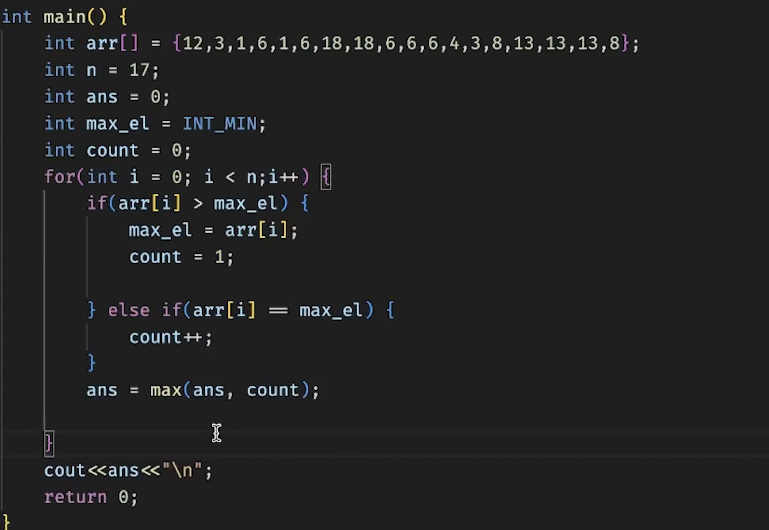 int main() {
    int arr[] = {12,3,1,6,1,6,18,18,6,6,6,4,3,8,13,13,13,8};
    int n = 17;
    int ans = 0;
    int max_el = INT_MIN;
    int count = 0;
    for(int i = 0; i < n;i++) {
        if(arr[i] > max_el) {
            max_el = arr[i];
            count = 1;
        } else if(arr[i] == max_el) {
            count++;
        }
        ans = max(ans, count);
    }
    cout<<ans<<"\n";
    return 0;
}